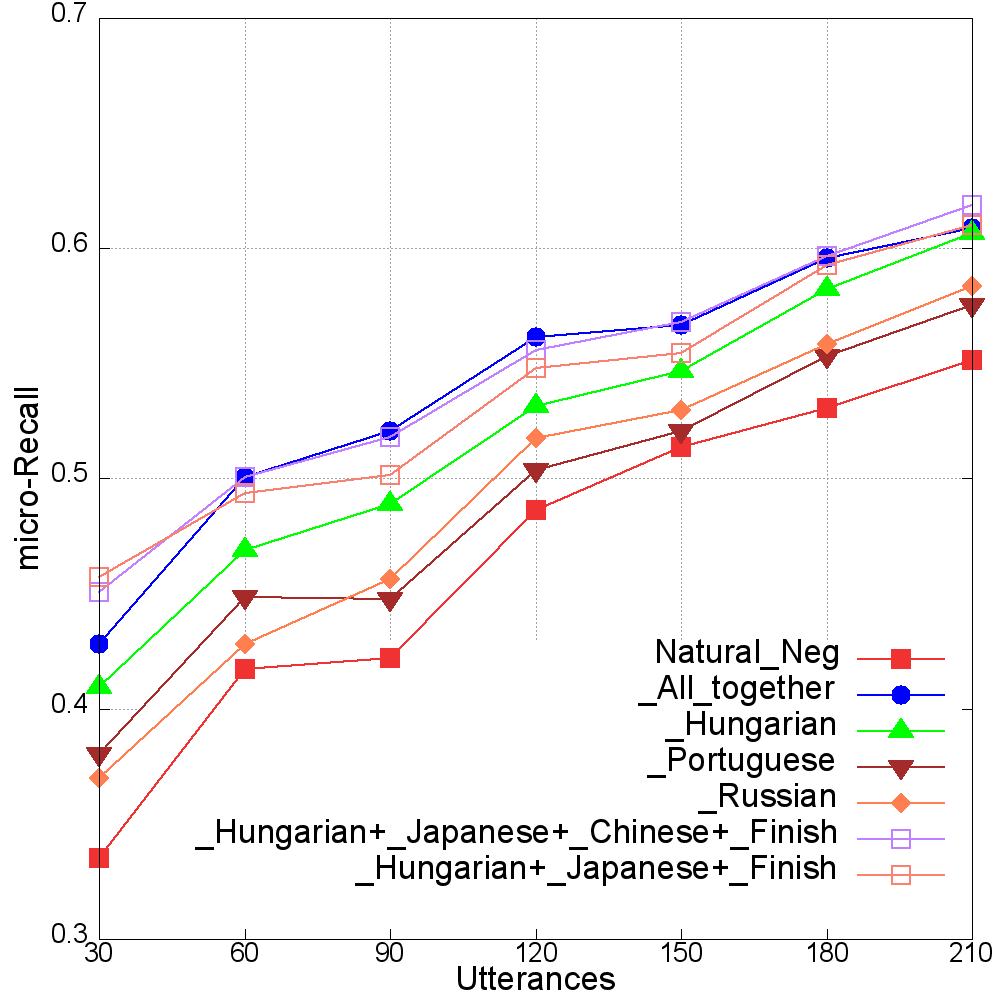 0.7
0.6
0.5
0.4
0.3
micro-Recall
Natural_Neg
_All_together
_Hungarian
_Portuguese
_Russian
_Hungarian+_Japanese+_Chinese+_Finish
_Hungarian+_Japanese+_Finish
30 60 90 120 150 180 210
Utterances